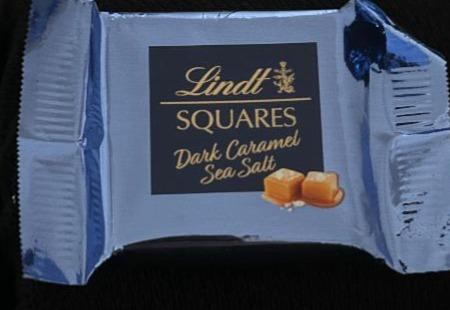 Lindt
SQUARES
Dark Caramel
Sea Salt